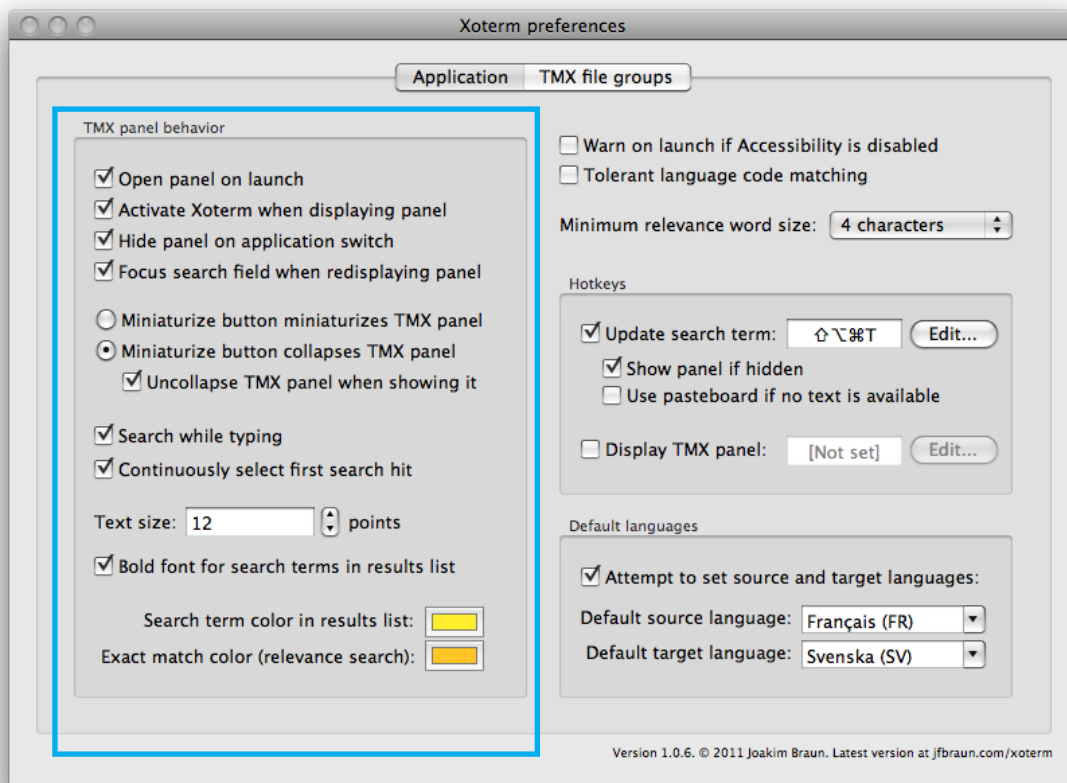 Xoterm preferences
Application
TMX file groups
TMX panel behavior
Open panel on launch
Activate Xoterm when displaying panel
Hide panel on application switch
Focus search field when redisplaying panel
Miniaturize button miniaturizes TMX panel
Miniaturize button collapses TMX panel
Uncollapse TMX panel when showing it
Search while typing
Continuously select first search hit
Text size: 12 points
Bold font for search terms in results list
Search term color in results list:
Exact match color (relevance search):
Warn on launch if Accessibility is disabled
Tolerant language code matching
Minimum relevance word size: 4 characters
Hotkeys
Update search term: ⇧⌥⌘T Edit...
Show panel if hidden
Use pasteboard if no text is available
Display TMX panel: [Not set] Edit...
Default languages
Attempt to set source and target languages:
Default source language: Français (FR)
Default target language: Svenska (SV)
Version 1.0.6. © 2011 Joakim Braun. Latest version at jfbraun.com/xoterm